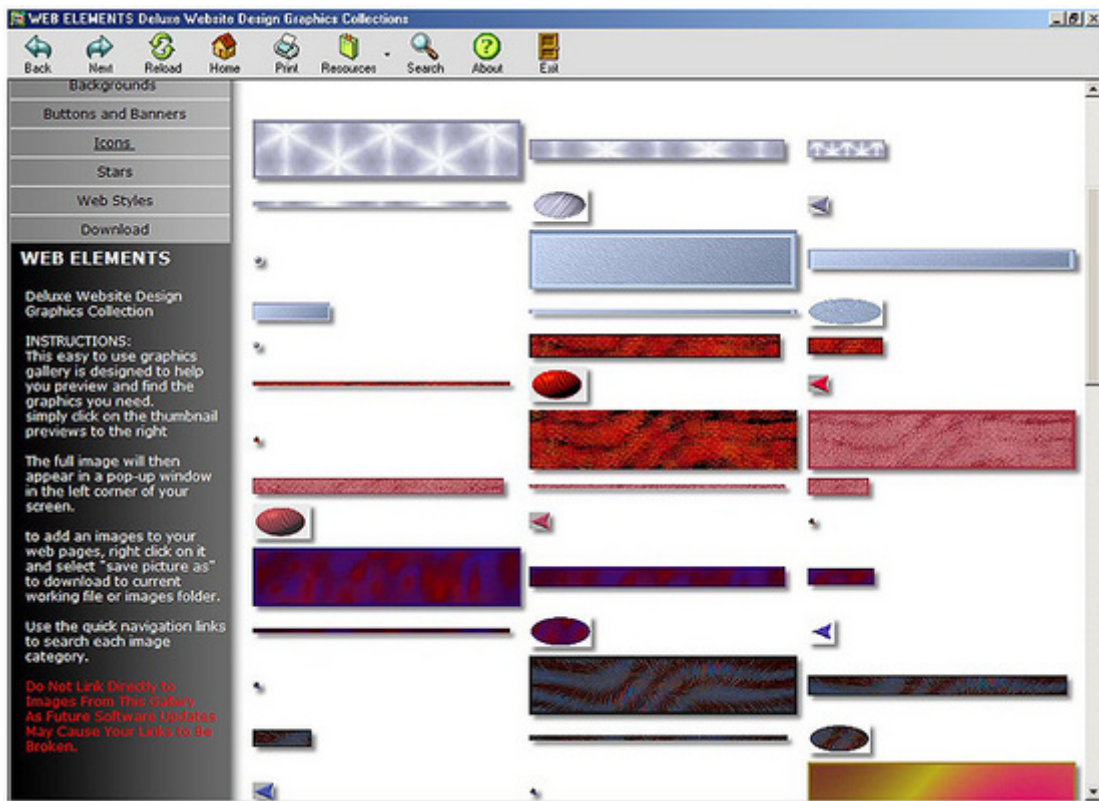 WEB ELEMENTS Deluxe Website Design Graphics Collections
Back Next Reload Home Print Resources Search About Exit
Backgrounds
Buttons and Banners
Icons
Stars
Web Styles
Download
WEB ELEMENTS
Deluxe Website Design
Graphics Collection
INSTRUCTIONS:
This easy to use graphics
gallery is designed to help
you preview and find the
graphics you need.
simply click on the thumbnail
previews to the right
The full image will then
appear in a pop-up window
in the left corner of your
screen.
to add an images to your
web pages, right click on it
and select "save picture as"
to download to current
working file or images folder.
Use the quick navigation links
to search each image
category.
Do Not Link Directly to
Images From This Gallery
As Future Software Updates
May Cause Your Links to Be
Broken.